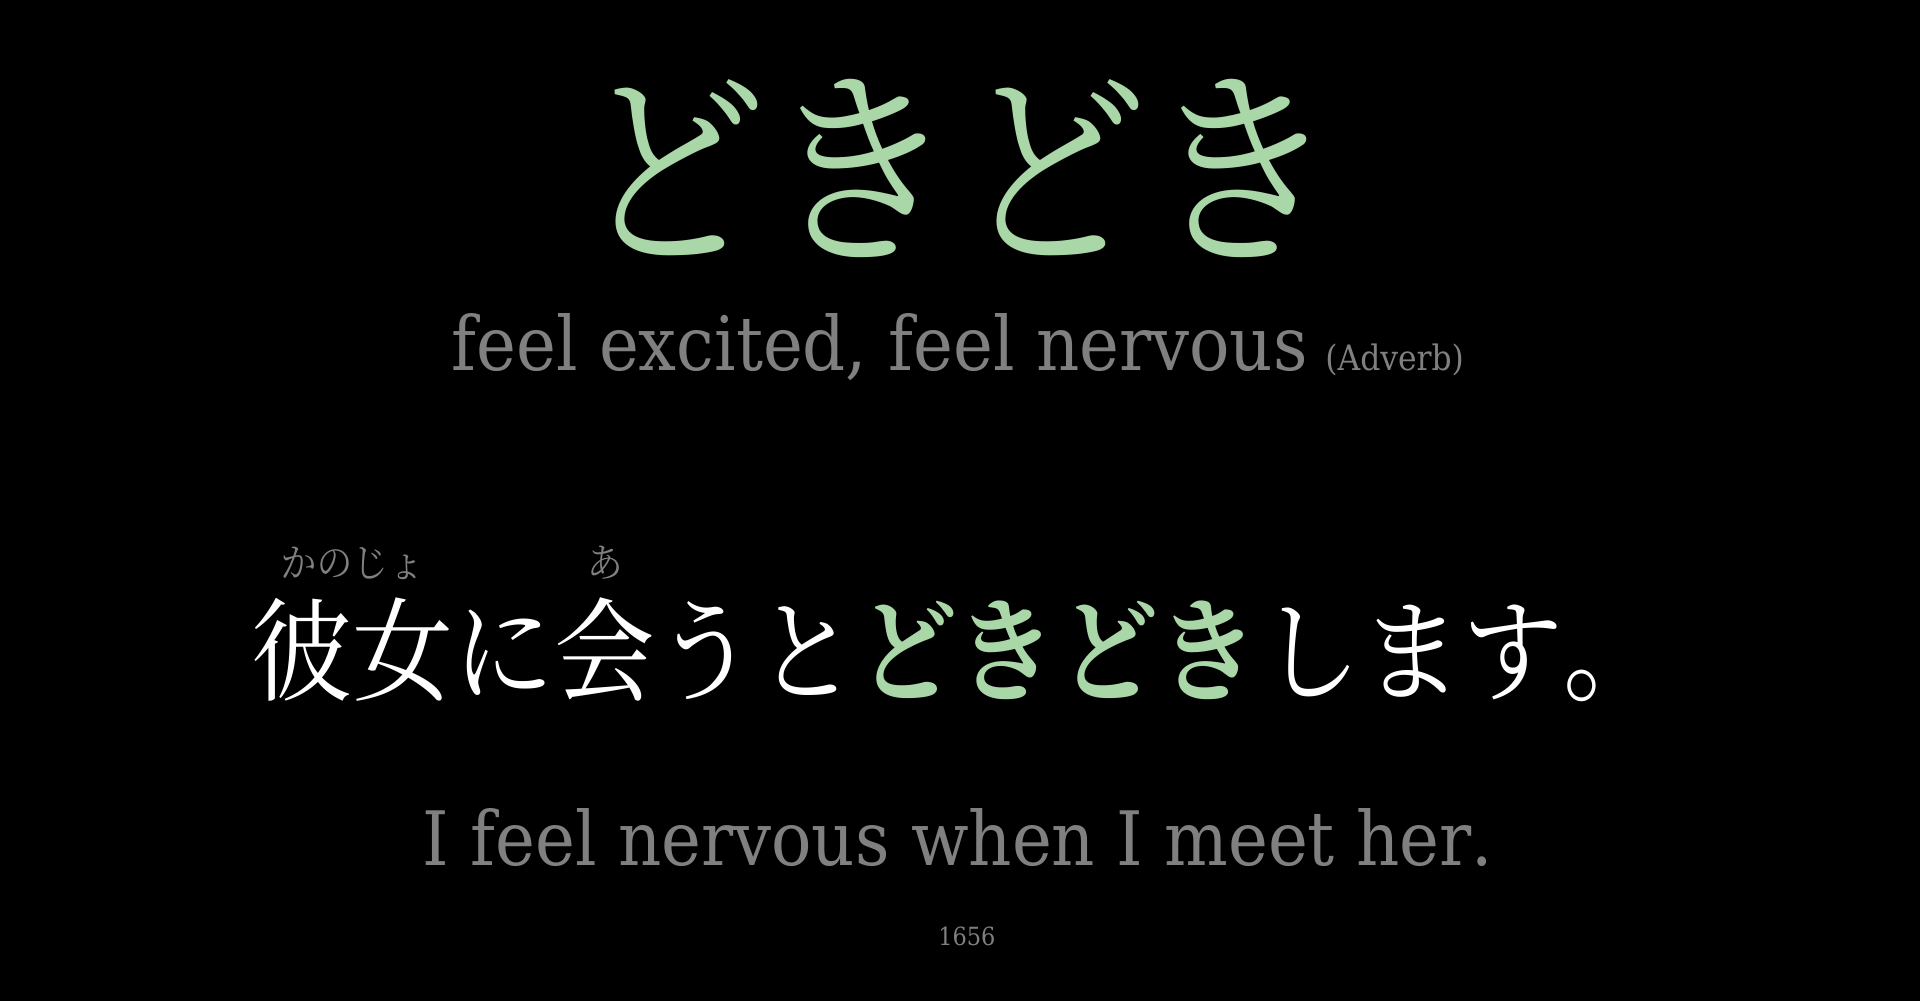 どきどき
feel excited, feel nervous (Adverb)
かのじょ あ
彼女に会うとどきどきします。
I feel nervous when I meet her.
1656